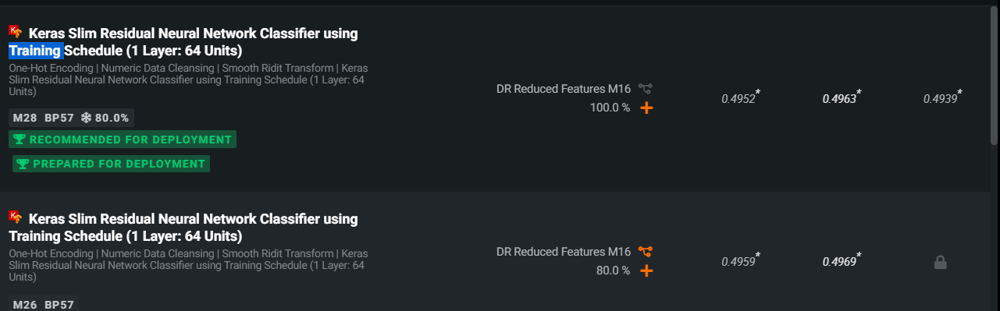 Keras Slim Residual Neural Network Classifier using
Training Schedule (1 Layer: 64 Units)
One-Hot Encoding | Numeric Data Cleansing | Smooth Ridit Transform | Keras
Slim Residual Neural Network Classifier using Training Schedule (1 Layer: 64
Units)
M28 BP57 80.0%
RECOMMENDED FOR DEPLOYMENT
PREPARED FOR DEPLOYMENT
DR Reduced Features M16
100.0 %
0.4952* 0.4963* 0.4939*
Keras Slim Residual Neural Network Classifier using
Training Schedule (1 Layer: 64 Units)
One-Hot Encoding | Numeric Data Cleansing | Smooth Ridit Transform | Keras
Slim Residual Neural Network Classifier using Training Schedule (1 Layer: 64
Units)
M26 BP57
DR Reduced Features M16
80.0 %
0.4959* 0.4969*